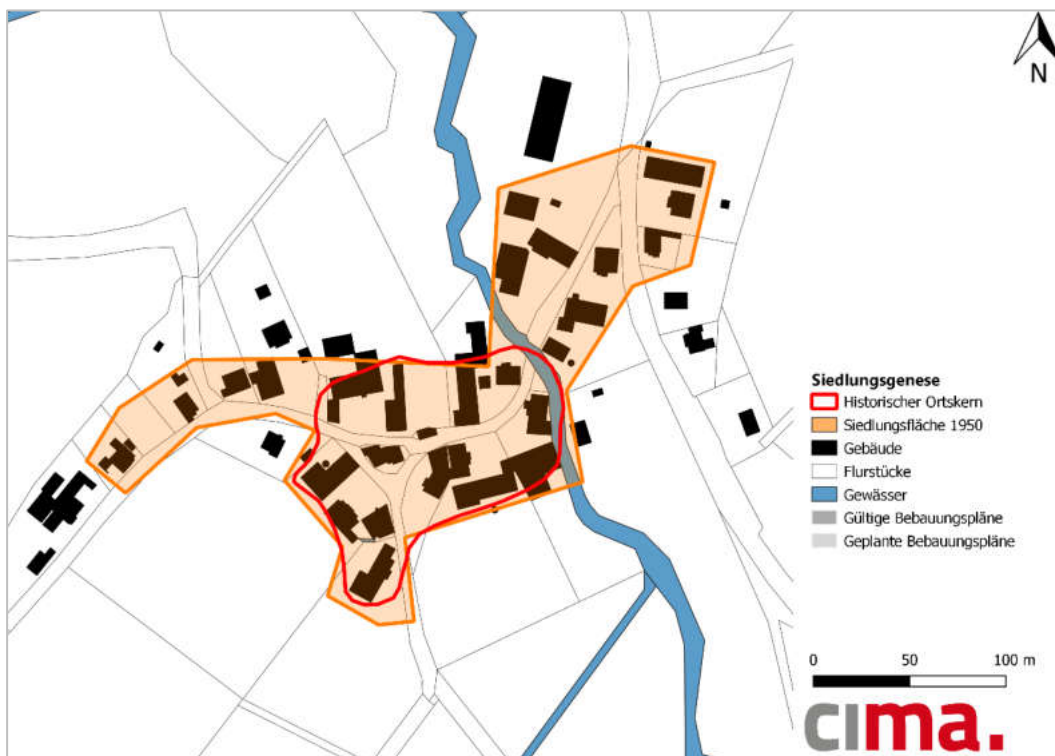 N
Siedlungsgenese
Historischer Ortskern
Siedlungsfläche 1950
Gebäude
Flurstücke
Gewässer
Gültige Bebauungspläne
Geplante Bebauungspläne
0 50 100 m
cima.